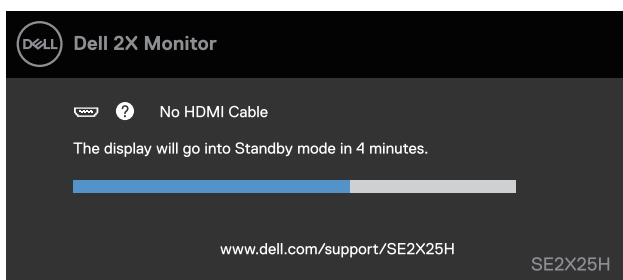 DELL Dell 2X Monitor
? No HDMI Cable
The display will go into Standby mode in 4 minutes.
www.dell.com/support/SE2X25H
SE2X25H